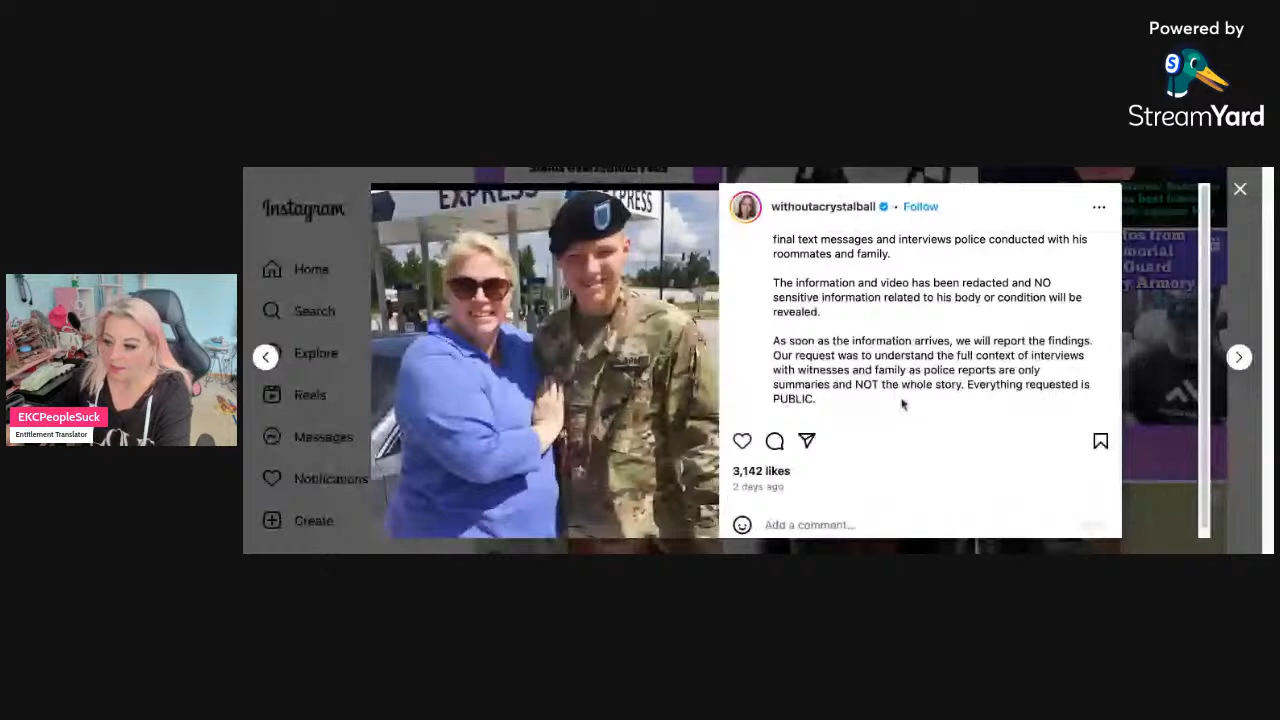 Powered by
StreamYard
EXPRESS
PRESS
Instagram
Home
Search
Explore
Reels
Messages
Notifications
Create
EKCPeopleSuck
Entitlement Translator
withoutacrystalball • Follow
final text messages and interviews police conducted with his
roommates and family.
The information and video has been redacted and NO
sensitive information related to his body or condition will be
revealed.
As soon as the information arrives, we will report the findings.
Our request was to understand the full context of interviews
with witnesses and family as police reports are only
summaries and NOT the whole story. Everything requested is
PUBLIC.
3,142 likes
2 days ago
Add a comment...